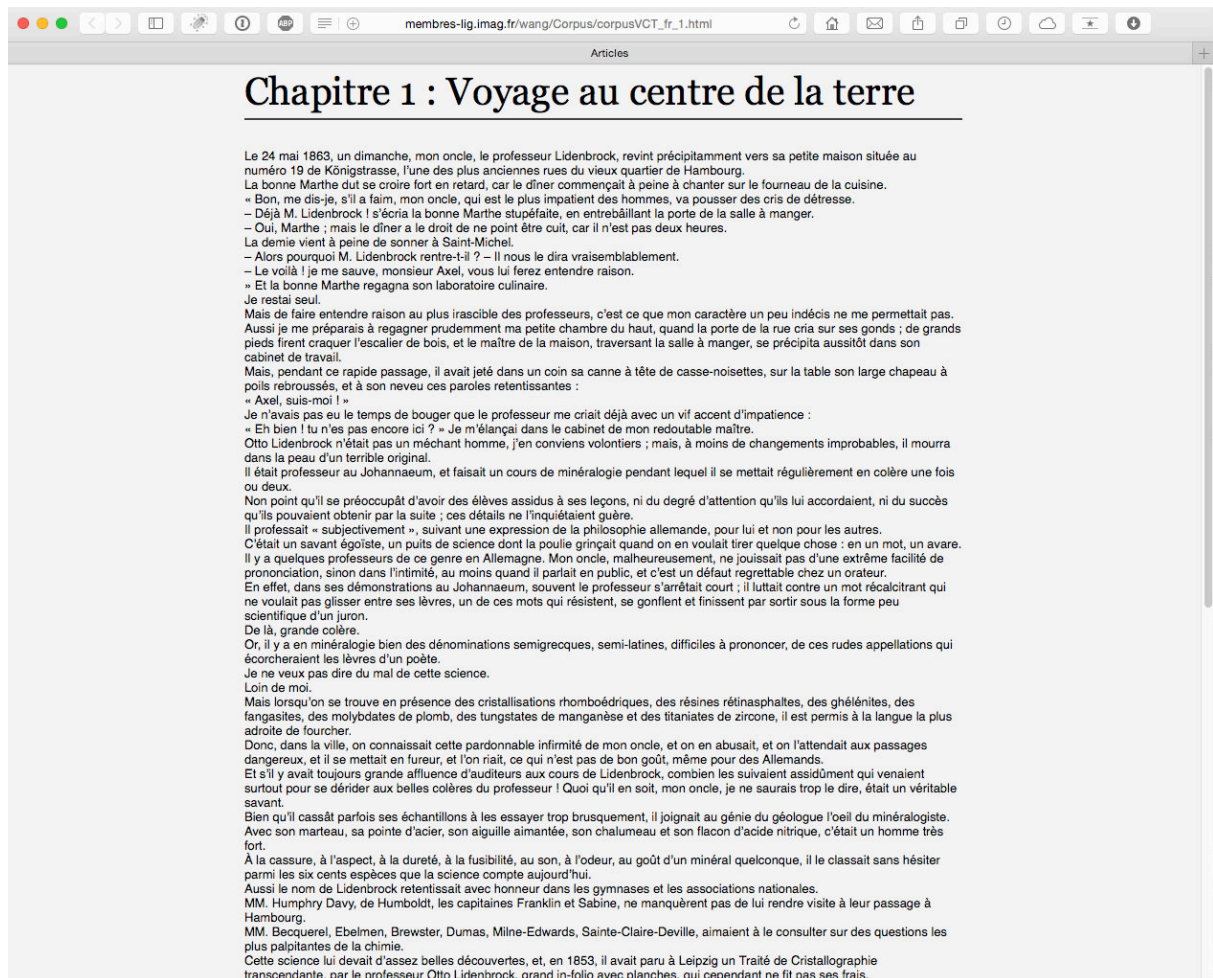 membres-lig.imag.fr/wang/Corpus/corpusVCT_fr_1.html
ABP
Articles
Chapitre 1 : Voyage au centre de la terre
Le 24 mai 1863, un dimanche, mon oncle, le professeur Lidenbrock, revint précipitamment vers sa petite maison située au
numéro 19 de Königstrasse, l’une des plus anciennes rues du vieux quartier de Hambourg.
La bonne Marthe dut se croire fort en retard, car le dîner commençait à peine à chanter sur le fourneau de la cuisine.
« Bon, me dis-je, s’il a faim, mon oncle, qui est le plus impatient des hommes, va pousser des cris de détresse.
– Déjà M. Lidenbrock ! s’écria la bonne Marthe stupéfaite, en entrebâillant la porte de la salle à manger.
– Oui, Marthe ; mais le dîner a le droit de ne point être cuit, car il n’est pas deux heures.
La demie vient à peine de sonner à Saint-Michel.
– Alors pourquoi M. Lidenbrock rentre-t-il ? – Il nous le dira vraisemblablement.
– Le voilà ! je me sauve, monsieur Axel, vous lui ferez entendre raison.
» Et la bonne Marthe regagna son laboratoire culinaire.
Je restai seul.
Mais de faire entendre raison au plus irascible des professeurs, c’est ce que mon caractère un peu indécis ne me permettait pas.
Aussi je me préparais à regagner prudemment ma petite chambre du haut, quand la porte de la rue cria sur ses gonds ; de grands
pieds firent craquer l’escalier de bois, et le maître de la maison, traversant la salle à manger, se précipita aussitôt dans son
cabinet de travail.
Mais, pendant ce rapide passage, il avait jeté dans un coin sa canne à tête de casse-noisettes, sur la table son large chapeau à
poils rebroussés, et à son neveu ces paroles retentissantes :
« Axel, suis-moi ! »
Je n’avais pas eu le temps de bouger que le professeur me criait déjà avec un vif accent d’impatience :
« Eh bien ! tu n’es pas encore ici ? » Je m’élançai dans le cabinet de mon redoutable maître.
Otto Lidenbrock n’était pas un méchant homme, j’en conviens volontiers ; mais, à moins de changements improbables, il mourra
dans la peau d’un terrible original.
Il était professeur au Johannaeum, et faisait un cours de minéralogie pendant lequel il se mettait régulièrement en colère une fois
ou deux.
Non point qu’il se préoccupât d’avoir des élèves assidus à ses leçons, ni du degré d’attention qu’ils lui accordaient, ni du succès
qu’ils pouvaient obtenir par la suite ; ces détails ne l’inquiétaient guère.
Il professait « subjectivement », suivant une expression de la philosophie allemande, pour lui et non pour les autres.
C’était un savant égoïste, un puits de science dont la poulie grinçait quand on en voulait tirer quelque chose : en un mot, un avare.
Il y a quelques professeurs de ce genre en Allemagne. Mon oncle, malheureusement, ne jouissait pas d’une extrême facilité de
prononciation, sinon dans l’intimité, au moins quand il parlait en public, et c’est un défaut regrettable chez un orateur.
En effet, dans ses démonstrations au Johannaeum, souvent le professeur s’arrêtait court ; il luttait contre un mot récalcitrant qui
ne voulait pas glisser entre ses lèvres, un de ces mots qui résistent, se gonflent et finissent par sortir sous la forme peu
scientifique d’un juron.
De là, grande colère.
Or, il y a en minéralogie bien des dénominations semigrecques, semi-latines, difficiles à prononcer, de ces rudes appellations qui
écorcheraient les lèvres d’un poète.
Je ne veux pas dire du mal de cette science.
Loin de moi.
Mais lorsqu’on se trouve en présence des cristallisations rhomboédriques, des résines rétinasphaltes, des ghélénites, des
fangasites, des molybdates de plomb, des tungstates de manganèse et des titaniates de zircone, il est permis à la langue la plus
adroite de fourcher.
Donc, dans la ville, on connaissait cette pardonnable infirmité de mon oncle, et on en abusait, et on l’attendait aux passages
dangereux, et il se mettait en fureur, et l’on riait, ce qui n’est pas de bon goût, même pour des Allemands.
Et s’il y avait toujours grande affluence d’auditeurs aux cours de Lidenbrock, combien les suivaient assidûment qui venaient
surtout pour se dérider aux belles colères du professeur ! Quoi qu’il en soit, mon oncle, je ne saurais trop le dire, était un véritable
savant.
Bien qu’il cassât parfois ses échantillons à les essayer trop brusquement, il joignait au génie du géologue l’oeil du minéralogiste.
Avec son marteau, sa pointe d’acier, son aiguille aimantée, son chalumeau et son flacon d’acide nitrique, c’était un homme très
fort.
À la cassure, à l’aspect, à la dureté, à la fusibilité, au son, à l’odeur, au goût d’un minéral quelconque, il le classait sans hésiter
parmi les six cents espèces que la science compte aujourd’hui.
Aussi le nom de Lidenbrock retentissait avec honneur dans les gymnases et les associations nationales.
MM. Humphry Davy, de Humboldt, les capitaines Franklin et Sabine, ne manquèrent pas de lui rendre visite à leur passage à
Hambourg.
MM. Becquerel, Ebelmen, Brewster, Dumas, Milne-Edwards, Sainte-Claire-Deville, aimaient à le consulter sur des questions les
plus palpitantes de la chimie.
Cette science lui devait d’assez belles découvertes, et, en 1853, il avait paru à Leipzig un Traité de Cristallographie
transcendante, par le professeur Otto Lidenbrock, grand in-folio avec planches, qui cependant ne fit pas ses frais.